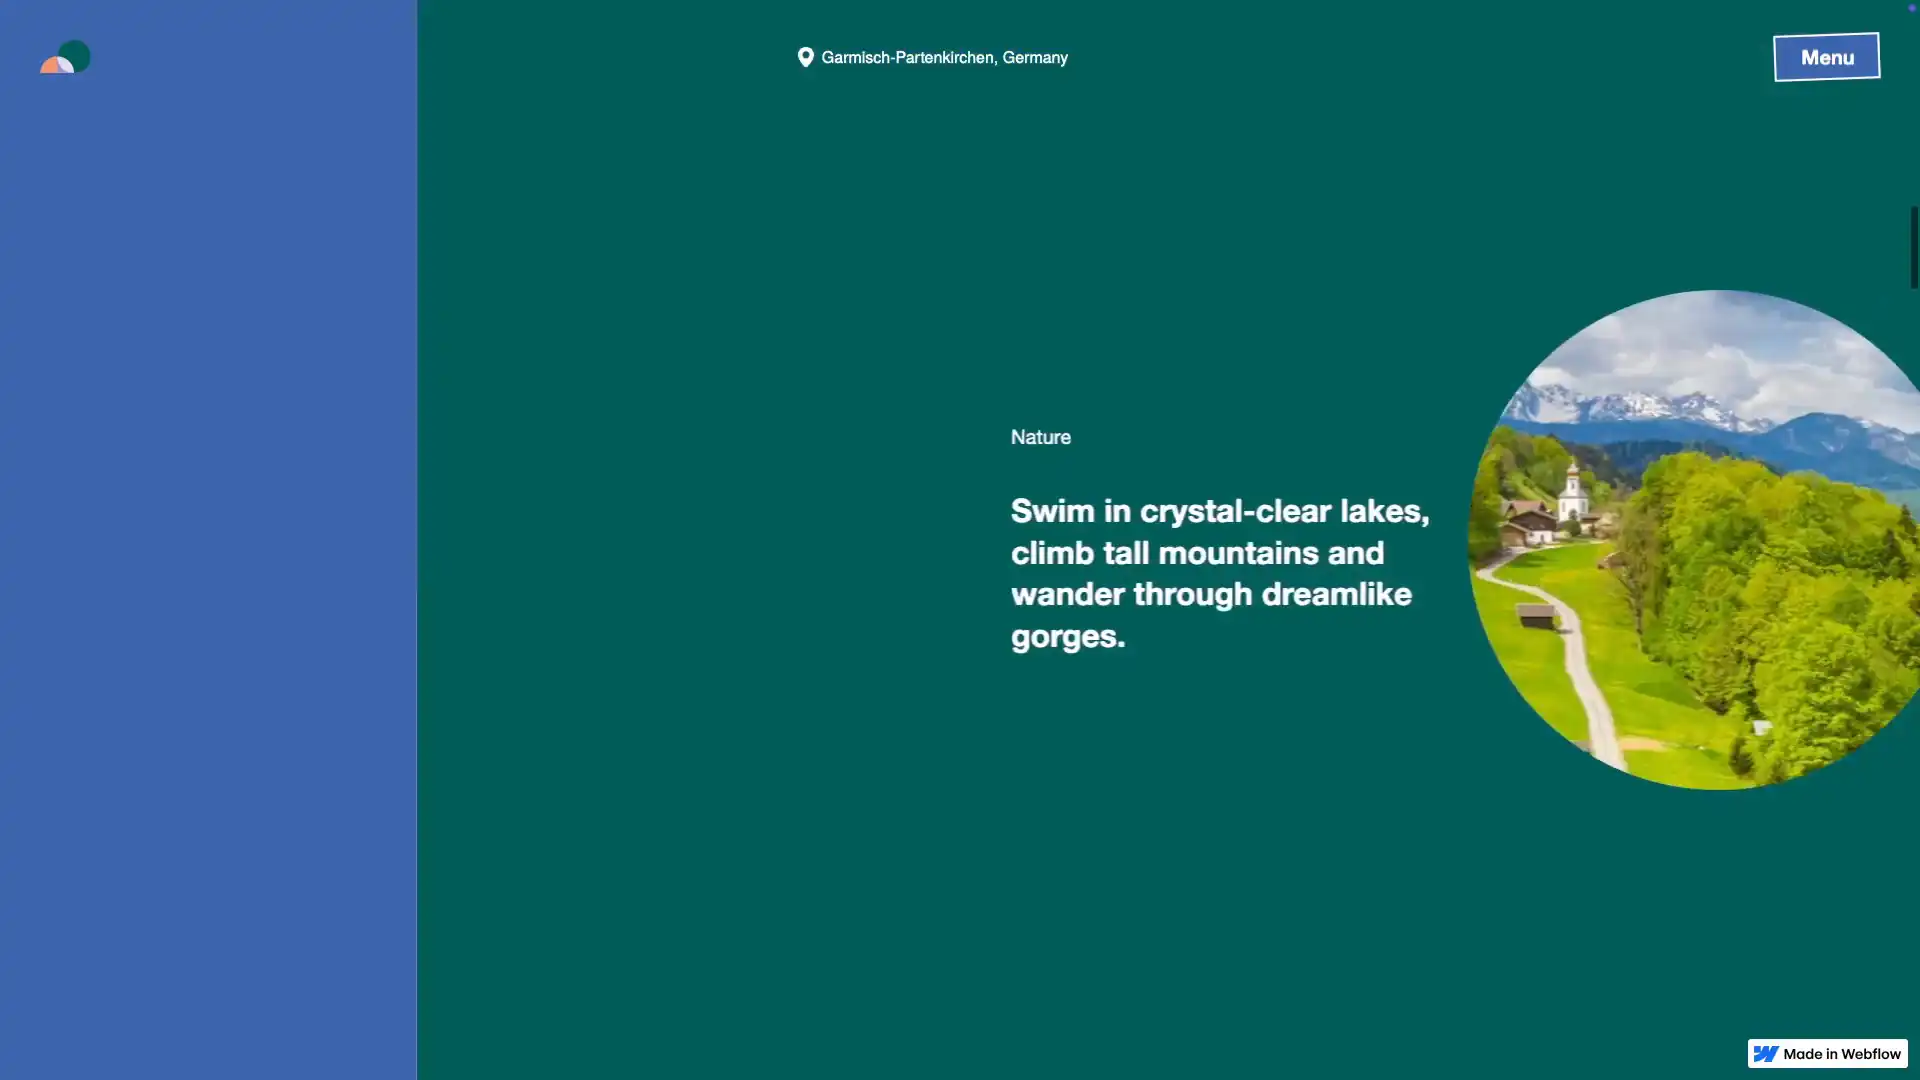 Garmisch-Partenkirchen, Germany
Menu
Nature
Swim in crystal-clear lakes,
climb tall mountains and
wander through dreamlike
gorges.
Made in Webflow